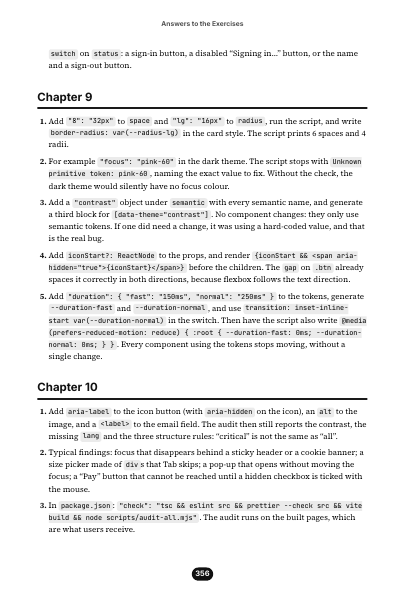 Answers to the Exercises
switch on status: a sign-in button, a disabled “Signing in…” button, or the name
and a sign-out button.
Chapter 9
1. Add "8": "32px" to space and "lg": "16px" to radius, run the script, and write
border-radius: var(--radius-lg) in the card style. The script prints 6 spaces and 4
radii.
2. For example "focus": "pink-60" in the dark theme. The script stops with Unknown
primitive token: pink-60, naming the exact value to fix. Without the check, the
dark theme would silently have no focus colour.
3. Add a "contrast" object under semantic with every semantic name, and generate
a third block for [data-theme="contrast"]. No component changes: they only use
semantic tokens. If one did need a change, it was using a hard-coded value, and that
is the real bug.
4. Add iconStart?: ReactNode to the props, and render {iconStart && <span aria-
hidden="true">{iconStart}</span>} before the children. The gap on .btn already
spaces it correctly in both directions, because flexbox follows the text direction.
5. Add "duration": { "fast": "150ms", "normal": "250ms" } to the tokens, generate
--duration-fast and --duration-normal, and use transition: inset-inline-
start var(--duration-normal) in the switch. Then have the script also write @media
(prefers-reduced-motion: reduce) { :root { --duration-fast: 0ms; --duration-
normal: 0ms; } }. Every component using the tokens stops moving, without a
single change.
Chapter 10
1. Add aria-label to the icon button (with aria-hidden on the icon), an alt to the
image, and a <label> to the email field. The audit then still reports the contrast, the
missing lang and the three structure rules: “critical” is not the same as “all”.
2. Typical findings: focus that disappears behind a sticky header or a cookie banner; a
size picker made of div s that Tab skips; a pop-up that opens without moving the
focus; a “Pay” button that cannot be reached until a hidden checkbox is ticked with
the mouse.
3. In package.json: "check": "tsc && eslint src && prettier --check src && vite
build && node scripts/audit-all.mjs". The audit runs on the built pages, which
are what users receive.
356